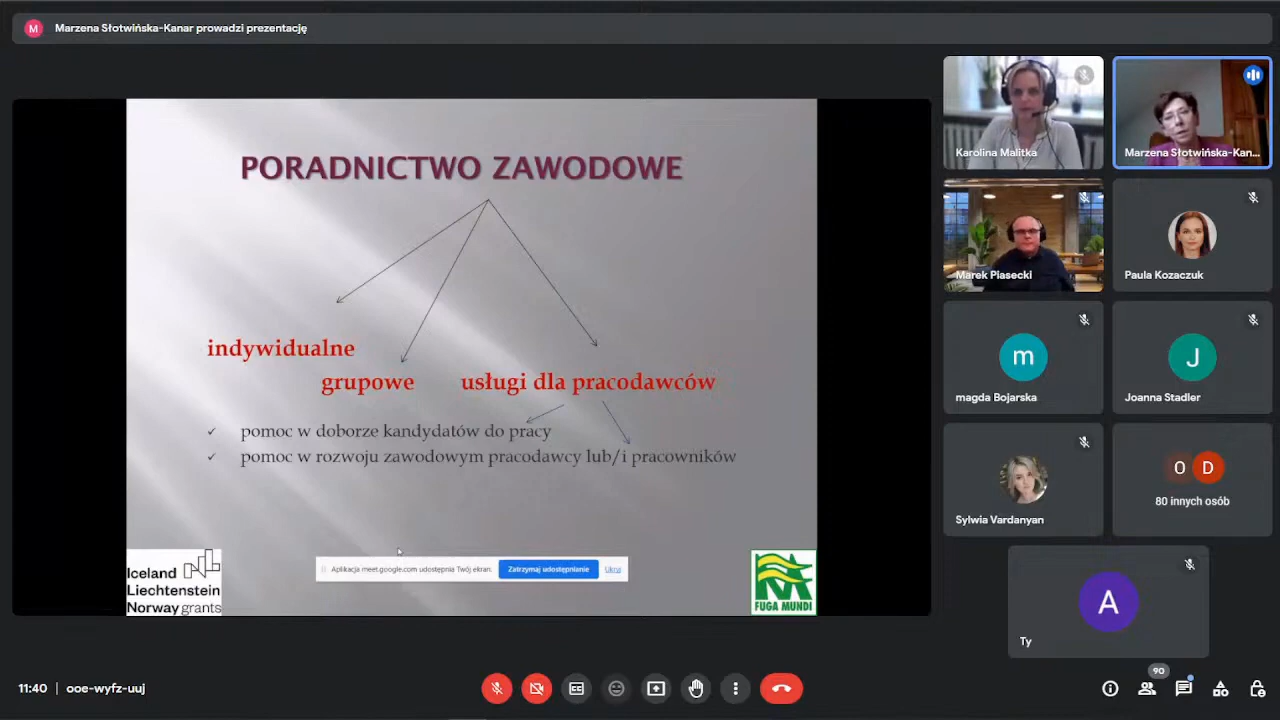 M
Marzena Słotwińska-Kanar prowadzi prezentację
PORADNICTWO ZAWODOWE
indywidualne
grupowe
usługi dla pracodawców
✓ pomoc w doborze kandydatów do pracy
✓ pomoc w rozwoju zawodowym pracodawcy lub/i pracowników
Iceland
Liechtenstein
Norway grants
Aplikacja meet.google.com udostępnia Twój ekran.
Zatrzymaj udostępnianie
Ukryj
FUGA MUNDI
Karolina Malitka
Marzena Słotwińska-Kan...
Marek Piasecki
Paula Kozaczuk
m
magda Bojarska
J
Joanna Stadler
Sylwia Vardanyan
O D
80 innych osób
A
Ty
11:40 | ooe-wyfz-uuj
90